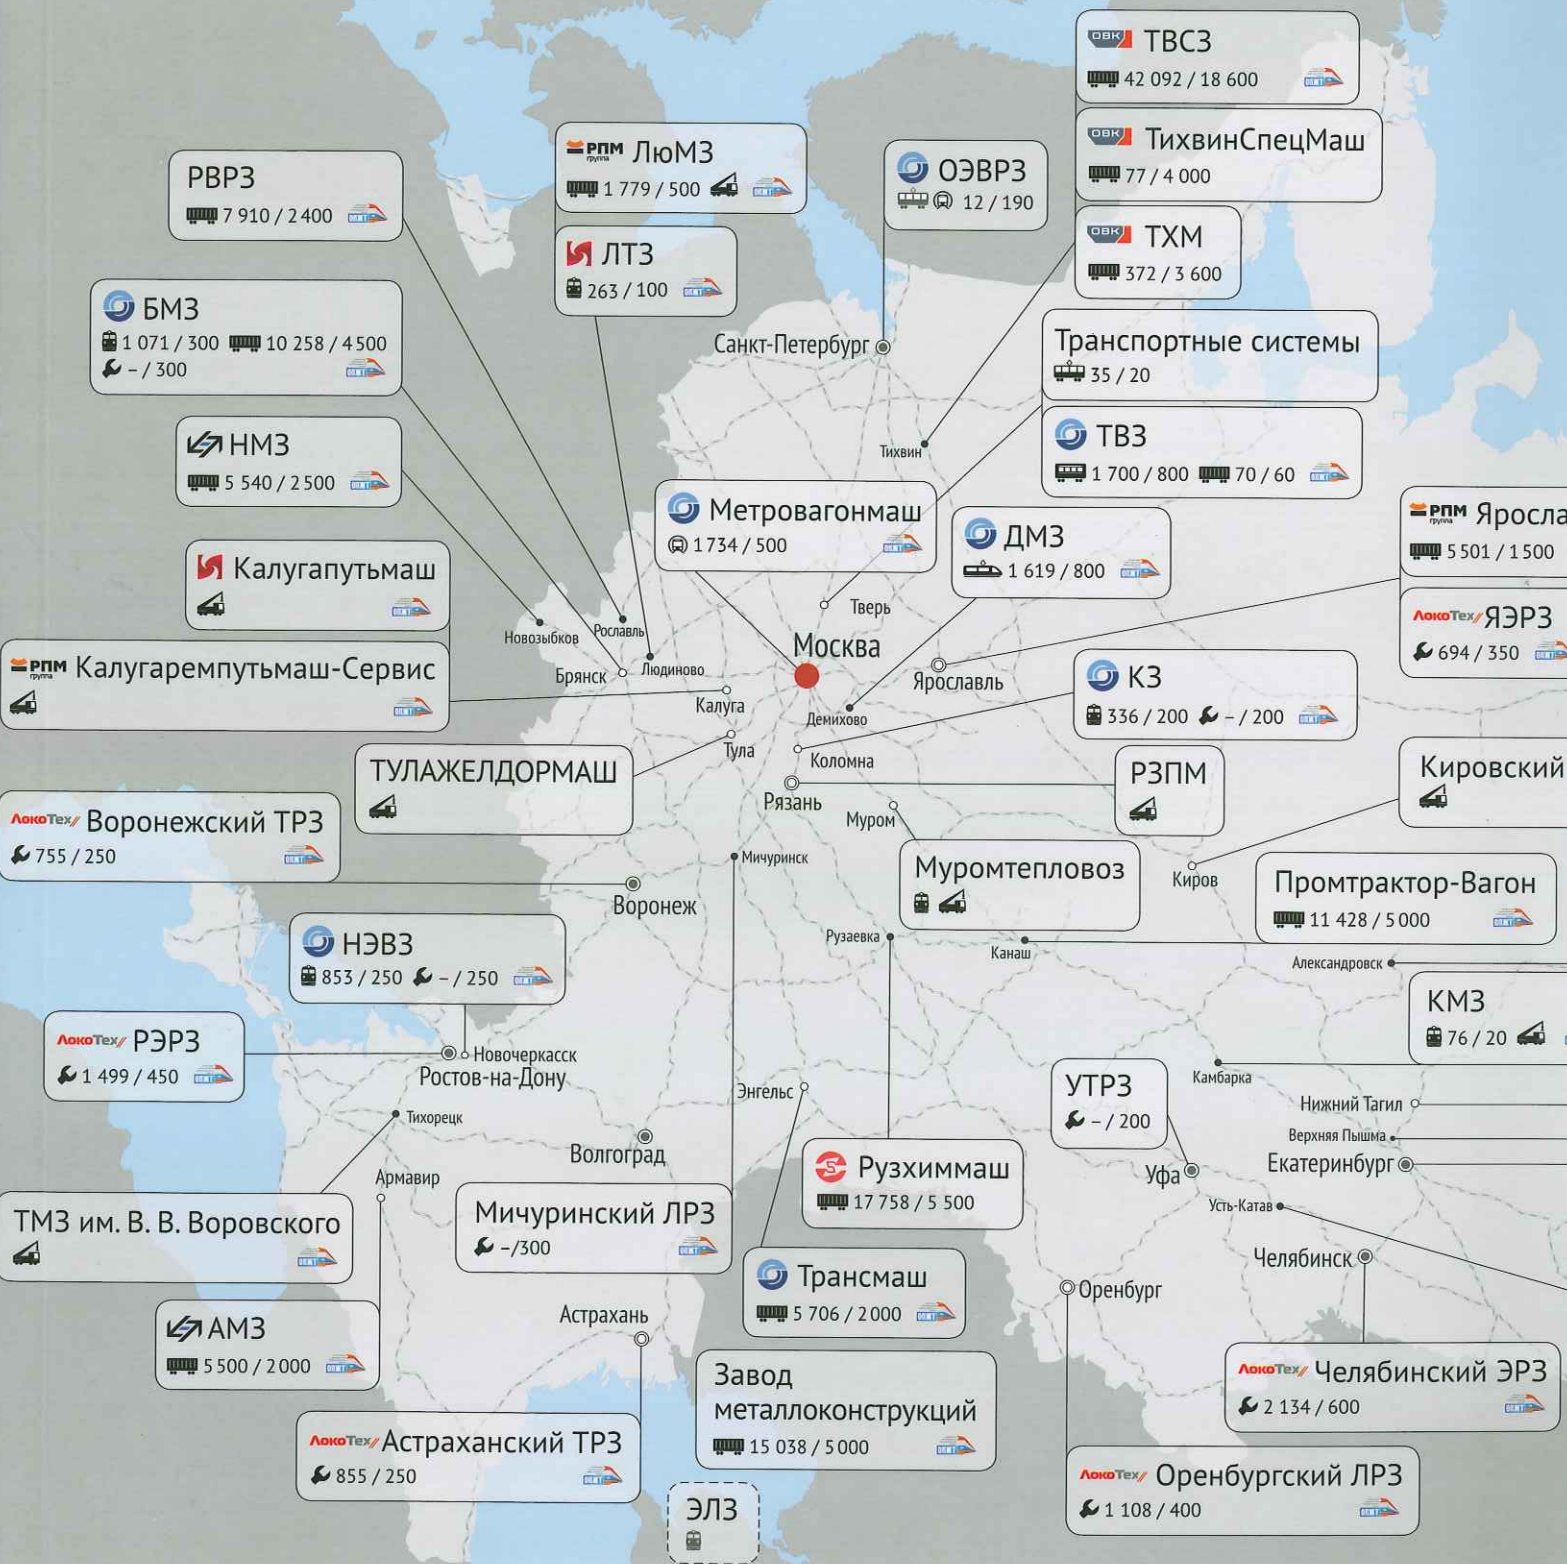 ОВК ТВСЗ
42 092 / 18 600
ОВК ТихвинСпецМаш
77 / 4 000
ОВК ТХМ
372 / 3 600
РПМ группа ЛюМЗ
1 779 / 500
ОЭВРЗ
12 / 190
РВРЗ
7 910 / 2 400
ЛТЗ
263 / 100
БМЗ
1 071 / 300 10 258 / 4 500
– / 300
Санкт-Петербург
Транспортные системы
35 / 20
ТВЗ
1 700 / 800 70 / 60
НМЗ
5 540 / 2 500
Тихвин
Метровагонмаш
1 734 / 500
ДМЗ
1 619 / 800
РПМ группа Яросла
5 501 / 1 500
Калугапутьмаш
Тверь
ЛокоТех ЯЭРЗ
694 / 350
Новозыбков
Рославль
Москва
РПМ группа Калугаремпутьмаш-Сервис
Брянск
Людиново
Ярославль
КЗ
336 / 200 – / 200
Калуга
Демихово
Тула
Коломна
ТУЛАЖЕЛДОРМАШ
РЗПМ
Кировский
Рязань
Муром
ЛокоТех Воронежский ТРЗ
755 / 250
Мичуринск
Муромтепловоз
Киров
Промтрактор-Вагон
11 428 / 5 000
Воронеж
НЭВЗ
853 / 250 – / 250
Рузаевка
Канаш
Александровск
КМЗ
76 / 20
ЛокоТех РЭРЗ
1 499 / 450
Новочеркасск
Ростов-на-Дону
Камбарка
УТРЗ
– / 200
Энгельс
Нижний Тагил
Тихорецк
Верхняя Пышма
Волгоград
Екатеринбург
Армавир
Рузхиммаш
17 758 / 5 500
Уфа
ТМЗ им. В. В. Воровского
Мичуринский ЛРЗ
–/300
Усть-Катав
Челябинск
Трансмаш
5 706 / 2 000
Оренбург
АМЗ
5 500 / 2 000
Астрахань
ЛокоТех Челябинский ЭРЗ
2 134 / 600
Завод
металлоконструкций
15 038 / 5 000
ЛокоТех Астраханский ТРЗ
855 / 250
ЛокоТех Оренбургский ЛРЗ
1 108 / 400
ЭЛЗ